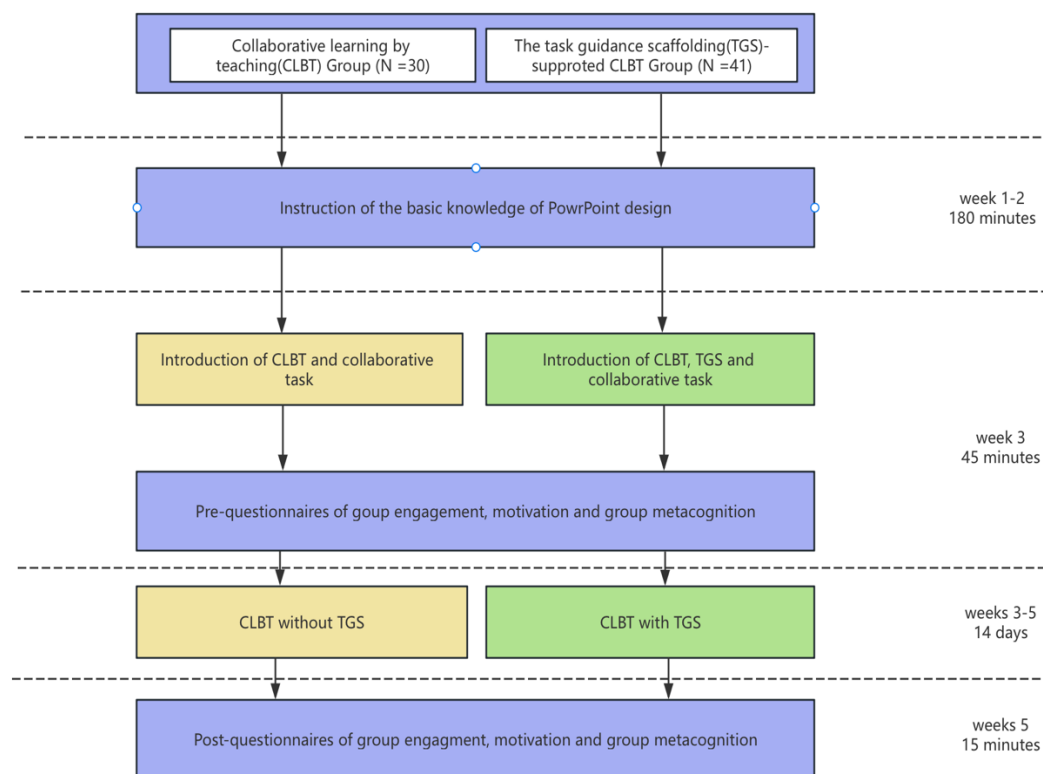 Collaborative learning by
teaching(CLBT) Group (N =30)
The task guidance scaffolding(TGS)-
supproted CLBT Group (N =41)
Instruction of the basic knowledge of PowrPoint design
week 1-2
180 minutes
Introduction of CLBT and collaborative
task
Introduction of CLBT, TGS and
collaborative task
week 3
45 minutes
Pre-questionnaires of goup engagement, motivation and group metacognition
CLBT without TGS
CLBT with TGS
weeks 3-5
14 days
Post-questionnaires of group engagment, motivation and group metacognition
weeks 5
15 minutes